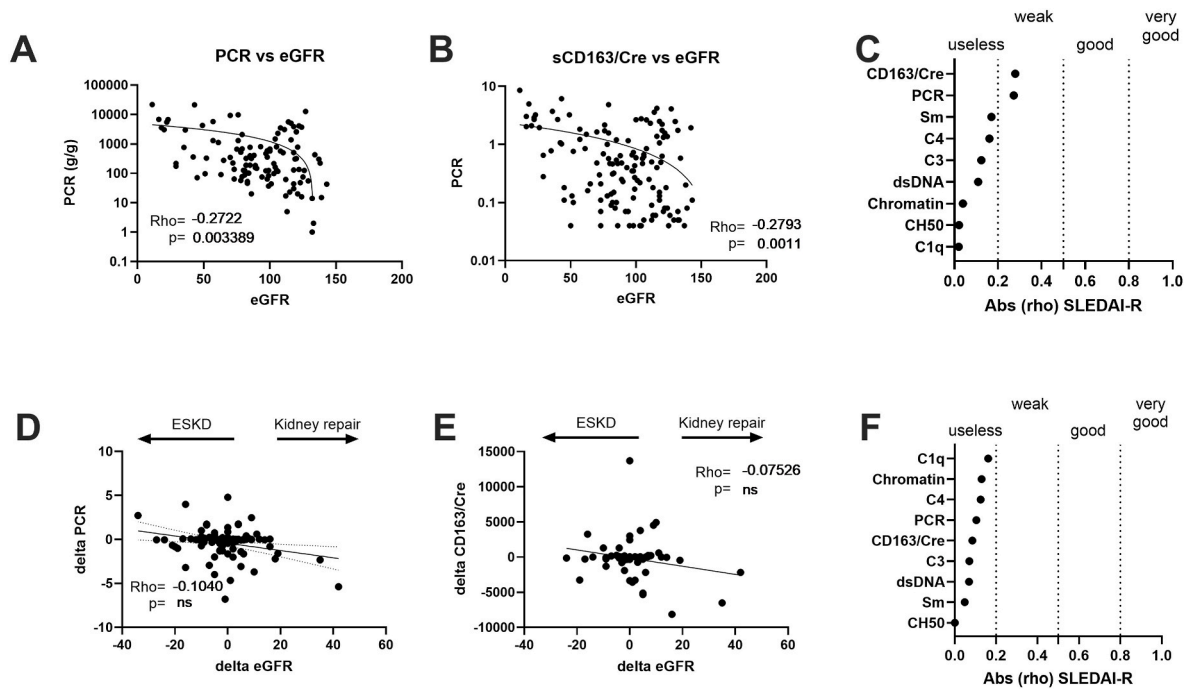 A
PCR vs eGFR
PCR (g/g)
100000
10000
1000
100
10
1
0.1
Rho= -0.2722
p= 0.003389
0 50 100 150 200
eGFR
B
sCD163/Cre vs eGFR
PCR
10
1
0.1
0.01
Rho= -0.2793
p= 0.0011
0 50 100 150 200
eGFR
C
weak
very
good
useless
good
CD163/Cre
PCR
Sm
C4
C3
dsDNA
Chromatin
CH50
C1q
0.0 0.2 0.4 0.6 0.8 1.0
Abs (rho) SLEDAI-R
D
ESKD
Kidney repair
delta PCR
10
5
0
-5
-10
Rho= -0.1040
p= ns
-40 -20 0 20 40 60
delta eGFR
E
ESKD
Kidney repair
delta CD163/Cre
15000
10000
5000
0
-5000
-10000
Rho= -0.07526
p= ns
-40 -20 0 20 40 60
delta eGFR
F
weak
very
good
useless
good
C1q
Chromatin
C4
PCR
CD163/Cre
C3
dsDNA
Sm
CH50
0.0 0.2 0.4 0.6 0.8 1.0
Abs (rho) SLEDAI-R